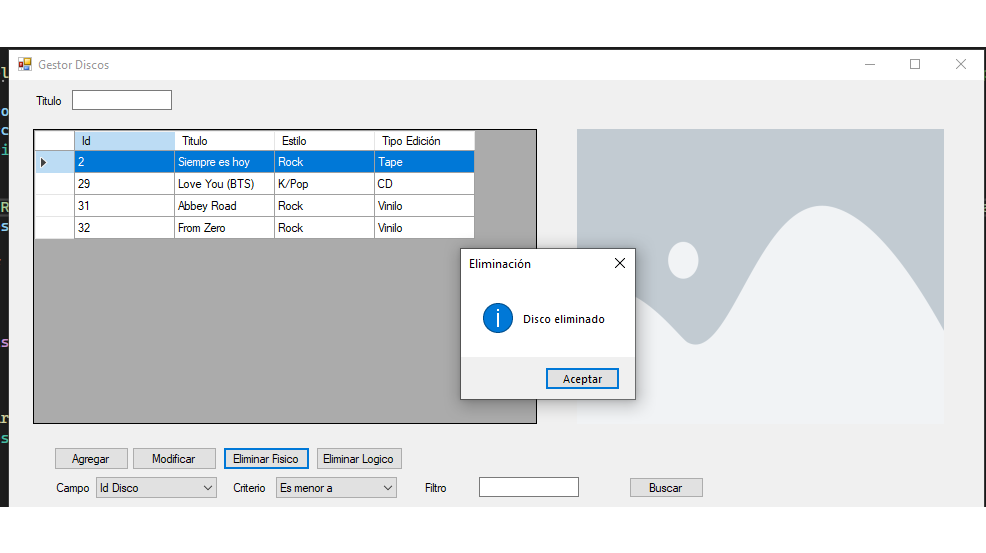 Gestor Discos
Titulo
Id Titulo Estilo Tipo Edición
2 Siempre es hoy Rock Tape
29 Love You (BTS) K/Pop CD
31 Abbey Road Rock Vinilo
32 From Zero Rock Vinilo
Eliminación
Disco eliminado
Aceptar
Agregar Modificar Eliminar Fisico Eliminar Logico
Campo Id Disco Criterio Es menor a Filtro Buscar